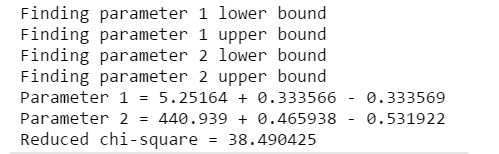 Finding parameter 1 lower bound
Finding parameter 1 upper bound
Finding parameter 2 lower bound
Finding parameter 2 upper bound
Parameter 1 = 5.25164 + 0.333566 - 0.333569
Parameter 2 = 440.939 + 0.465938 - 0.531922
Reduced chi-square = 38.490425